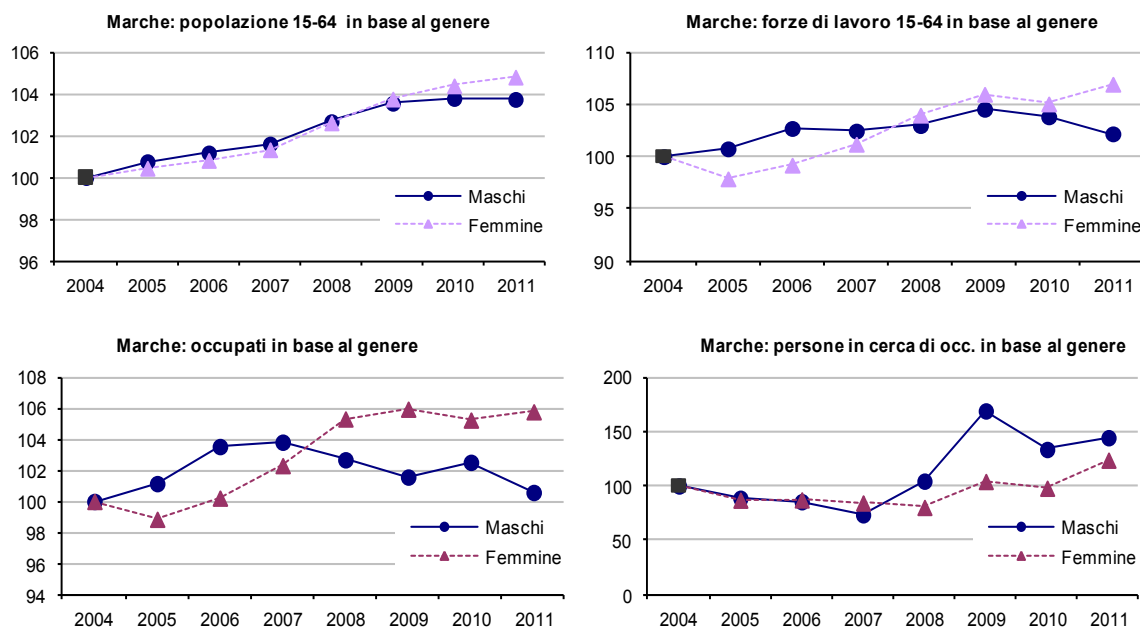 Marche: popolazione 15-64 in base al genere
106
104
102
100
98
96
Maschi
Femmine
2004 2005 2006 2007 2008 2009 2010 2011
Marche: forze di lavoro 15-64 in base al genere
110
105
100
95
90
Maschi
Femmine
2004 2005 2006 2007 2008 2009 2010 2011
Marche: occupati in base al genere
108
106
104
102
100
98
96
94
Maschi
Femmine
2004 2005 2006 2007 2008 2009 2010 2011
Marche: persone in cerca di occ. in base al genere
200
150
100
50
0
Maschi
Femmine
2004 2005 2006 2007 2008 2009 2010 2011